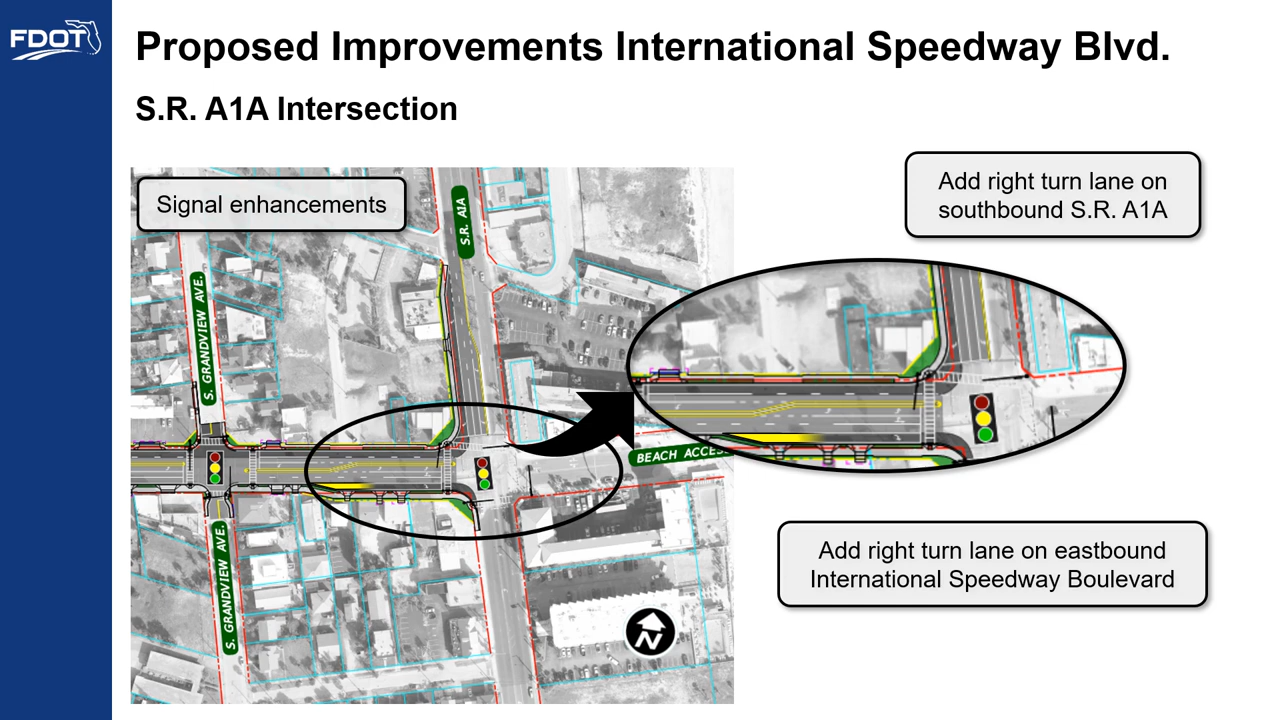 FDOT
Proposed Improvements International Speedway Blvd.
S.R. A1A Intersection
Signal enhancements
Add right turn lane on
southbound S.R. A1A
S.R. A1A
S. GRANDVIEW AVE.
BEACH ACCESS
S. GRANDVIEW AVE.
Add right turn lane on eastbound
International Speedway Boulevard
N